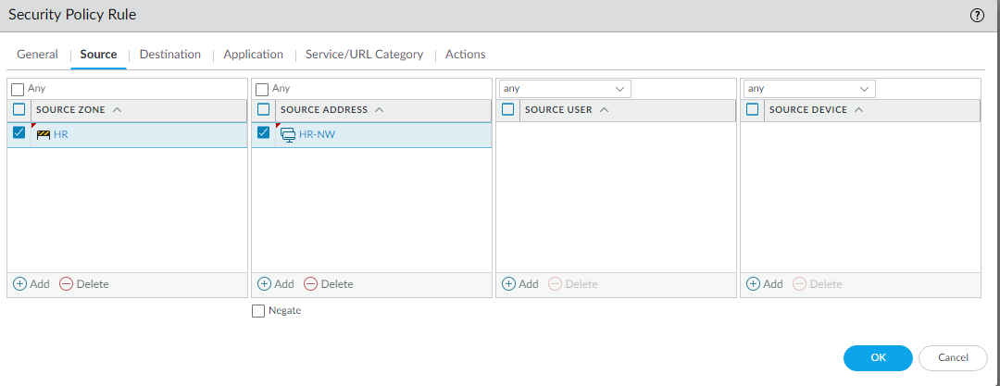 Security Policy Rule
General Source Destination Application Service/URL Category Actions
Any Any any any
SOURCE ZONE SOURCE ADDRESS SOURCE USER SOURCE DEVICE
HR HR-NW
Add Delete Add Delete Add Delete Add Delete
Negate
OK Cancel